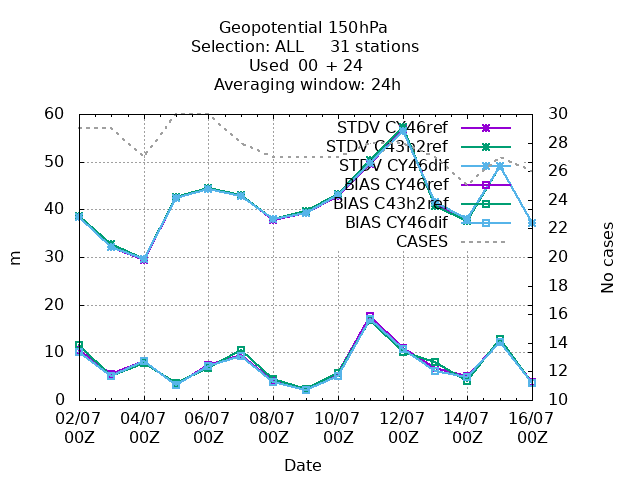 Geopotential 150hPa
Selection: ALL 31 stations
Used 00 + 24
Averaging window: 24h
60
50
40
30
20
10
0
m
30
28
26
24
22
20
18
16
14
12
10
No cases
STDV CY46ref
STDV C43h2ref
STDV CY46dif
BIAS CY46ref
BIAS C43h2ref
BIAS CY46dif
CASES
02/07 04/07 06/07 08/07 10/07 12/07 14/07 16/07
00Z 00Z 00Z 00Z 00Z 00Z 00Z 00Z
Date